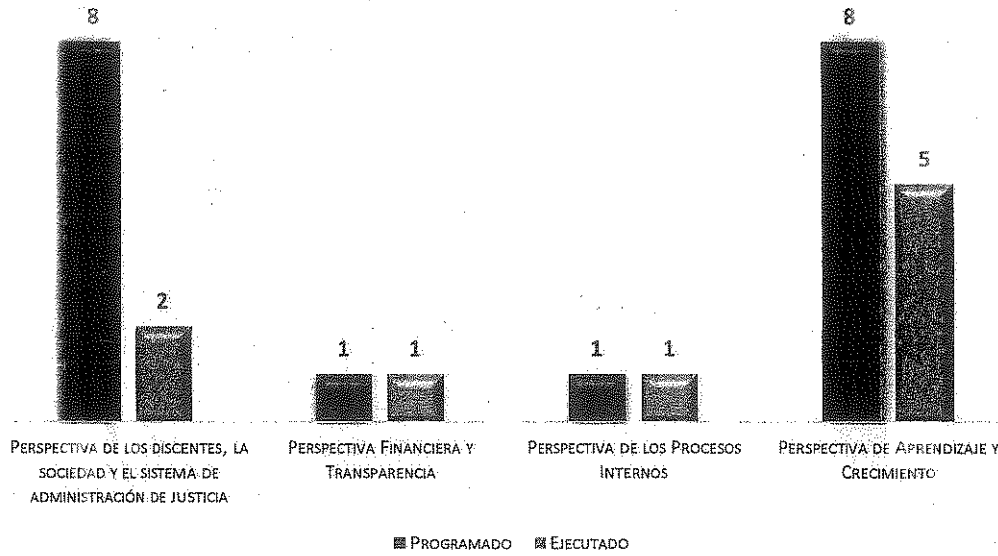 8
2
1
1
1
1
8
5
PERSPECTIVA DE LOS DISCENTES, LA
SOCIEDAD Y EL SISTEMA DE
ADMINISTRACIÓN DE JUSTICIA
PERSPECTIVA FINANCIERA Y
TRANSPARENCIA
PERSPECTIVA DE LOS PROCESOS
INTERNOS
PERSPECTIVA DE APRENDIZAJE Y
CRECIMIENTO
PROGRAMADO EJECUTADO